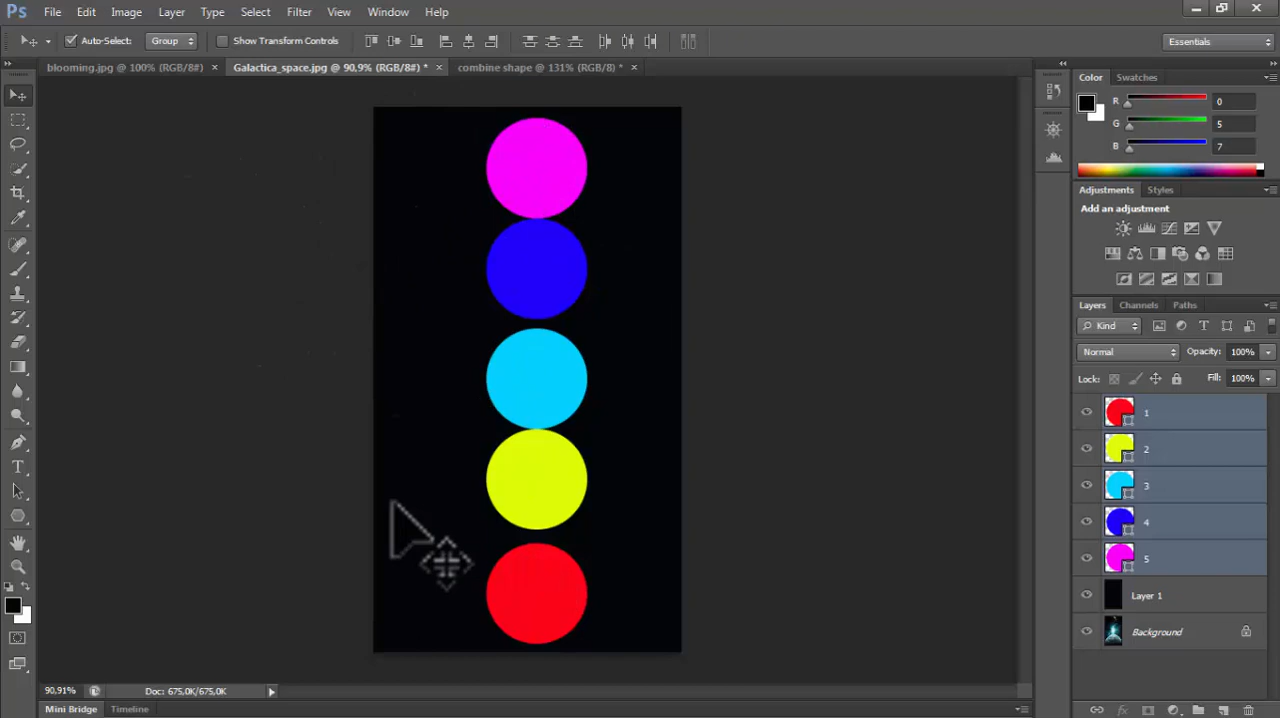 Ps File Edit Image Layer Type Select Filter View Window Help
Auto-Select: Group Show Transform Controls Essentials
blooming.jpg @ 100% (RGB/8#) × Galactica_space.jpg @ 90,9% (RGB/8#) * × combine shape @ 131% (RGB/8) * ×
Color Swatches
R 0
G 5
B 7
Adjustments Styles
Add an adjustment
Layers Channels Paths
Kind
Normal Opacity: 100%
Lock: Fill: 100%
1
2
3
4
5
Layer 1
Background
90,91% Doc: 675,0K/675,0K
Mini Bridge Timeline